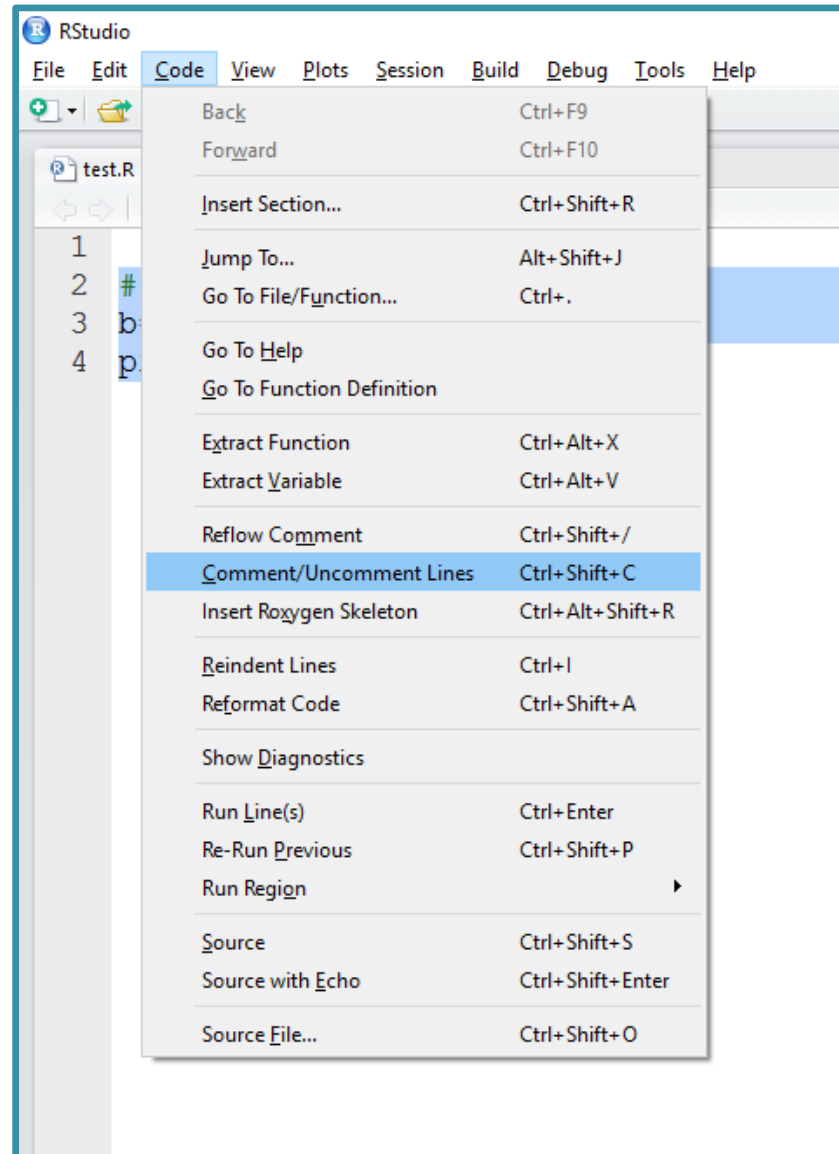 RStudio
File Edit Code View Plots Session Build Debug Tools Help
Back Ctrl+F9
Forward Ctrl+F10
test.R
Insert Section... Ctrl+Shift+R
1
Jump To... Alt+Shift+J
2 #
Go To File/Function... Ctrl+.
3 b
4 p
Go To Help
Go To Function Definition
Extract Function Ctrl+Alt+X
Extract Variable Ctrl+Alt+V
Reflow Comment Ctrl+Shift+/
Comment/Uncomment Lines Ctrl+Shift+C
Insert Roxygen Skeleton Ctrl+Alt+Shift+R
Reindent Lines Ctrl+I
Reformat Code Ctrl+Shift+A
Show Diagnostics
Run Line(s) Ctrl+Enter
Re-Run Previous Ctrl+Shift+P
Run Region
Source Ctrl+Shift+S
Source with Echo Ctrl+Shift+Enter
Source File... Ctrl+Shift+O